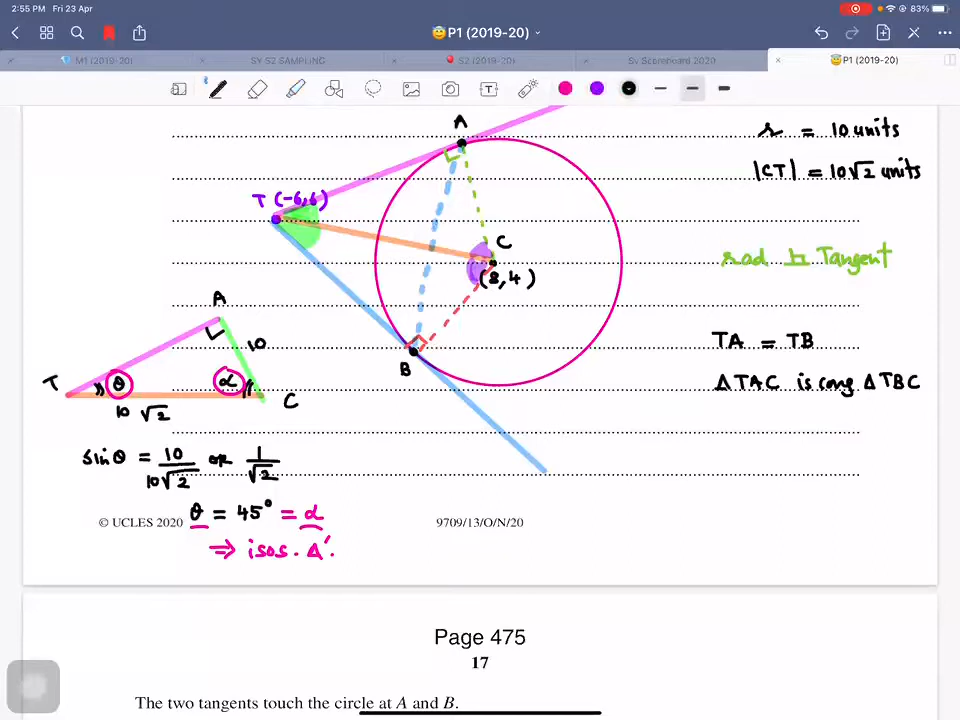 2:55 PM Fri 23 Apr
83%
P1 (2019-20)
M1 (2019-20)
SY S2 SAMPLING
S2 (2019-20)
Sv Scoreboard 2020
P1 (2019-20)
A
r = 10 units
|CT| = 10√2 units
T (-6,6)
C
(8,4)
rad ⊥ Tangent
A
10
TA = TB
B
T θ α C
ΔTAC is cong ΔTBC
10 √2
sinθ = 10/10√2 or 1/√2
θ = 45° = α
© UCLES 2020
9709/13/O/N/20
⇒ isos. Δ'.
Page 475
17
The two tangents touch the circle at A and B.